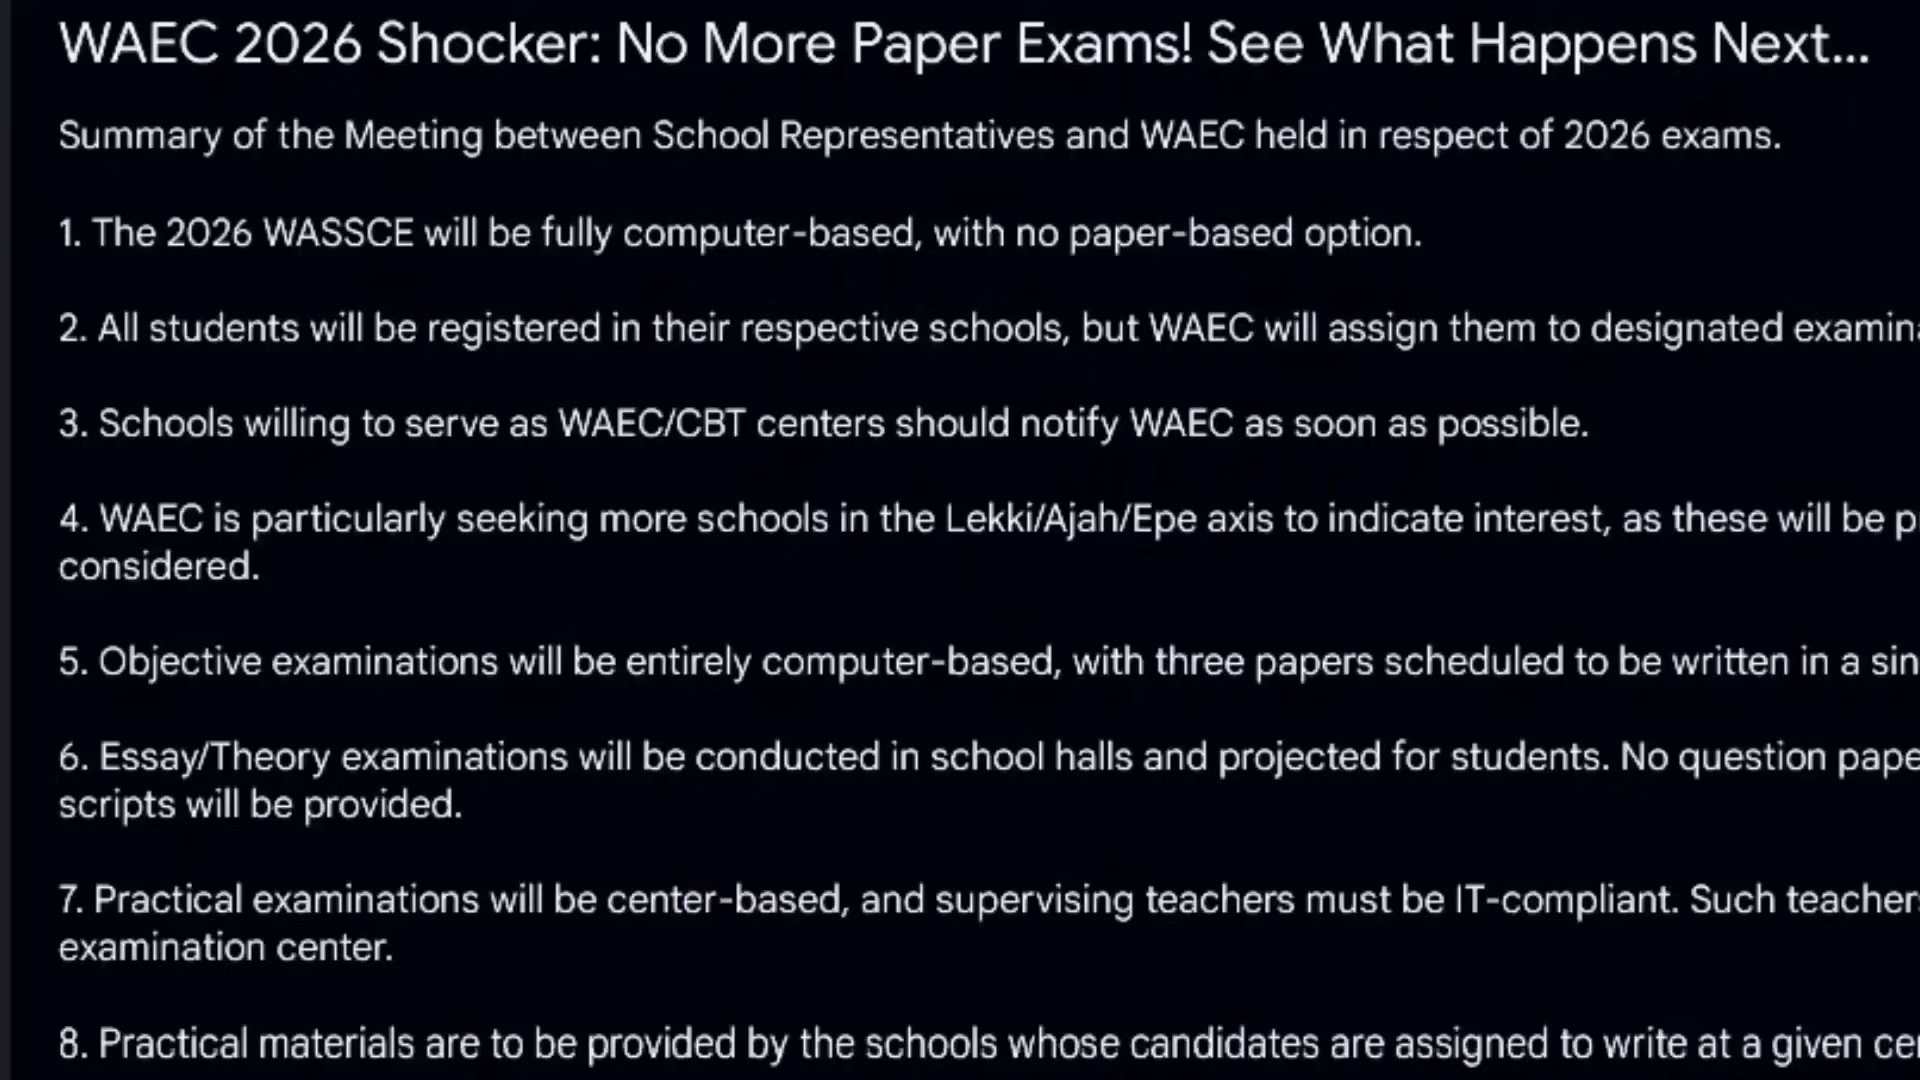 WAEC 2026 Shocker: No More Paper Exams! See What Happens Next...
Summary of the Meeting between School Representatives and WAEC held in respect of 2026 exams.
1. The 2026 WASSCE will be fully computer-based, with no paper-based option.
2. All students will be registered in their respective schools, but WAEC will assign them to designated
3. Schools willing to serve as WAEC/CBT centers should notify WAEC as soon as possible.
4. WAEC is particularly seeking more schools in the Lekki/Ajah/Epe axis to indicate interest, as these will be
considered.
5. Objective examinations will be entirely computer-based, with three papers scheduled to be written in a
6. Essay/Theory examinations will be conducted in school halls and projected for students. No question
scripts will be provided.
7. Practical examinations will be center-based, and supervising teachers must be IT-compliant. Such
examination center.
8. Practical materials are to be provided by the schools whose candidates are assigned to write at a given